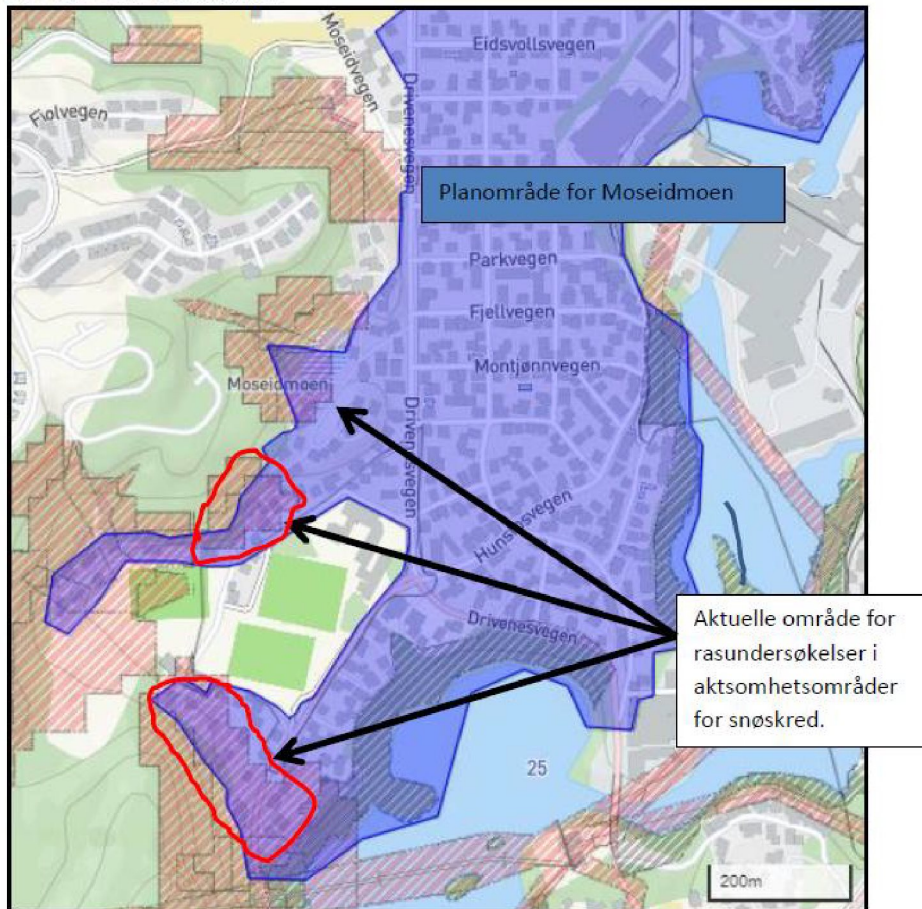 Eidsvollsvegen
Moseidvegen
Drivenesvegen
Fiolvegen
Planområde for Moseidmoen
Parkvegen
Fjellvegen
Montjønnvegen
Moseidmoen
Drivenesvegen
Hunsøsvegen
Drivenesvegen
Aktuelle område for
rasundersøkelser i
aktsomhetsområder
for snøskred.
25
200m